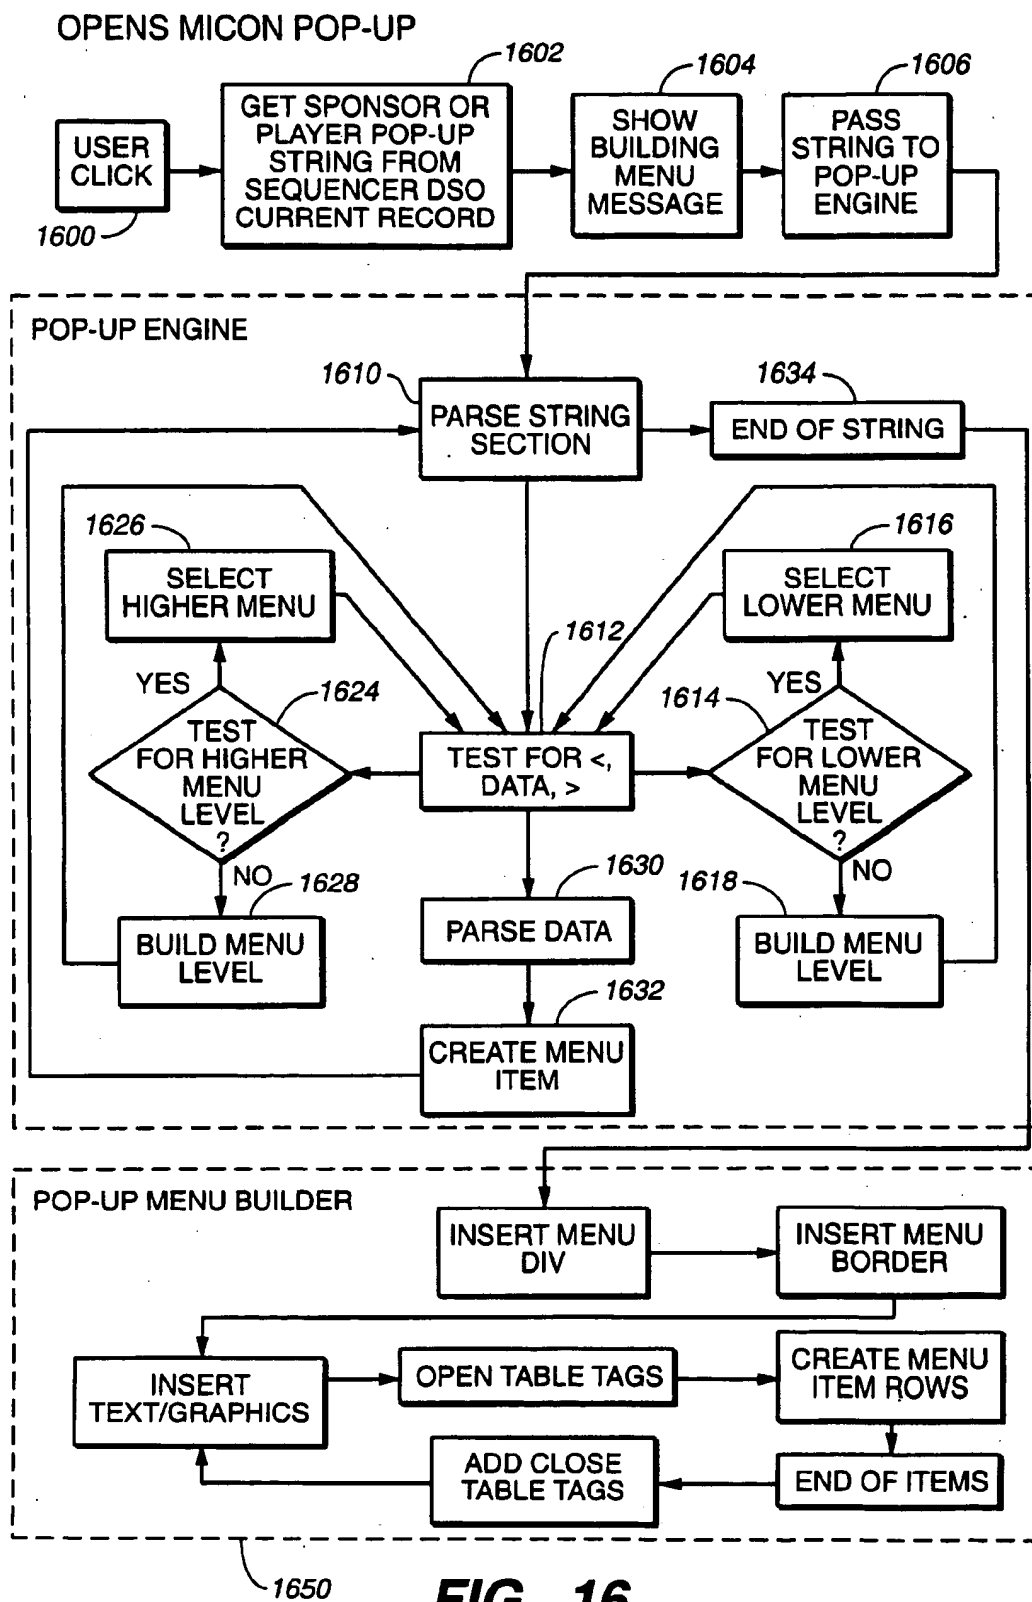 OPENS MICON POP-UP
1602
1604
1606
GET SPONSOR OR
PLAYER POP-UP
STRING FROM
SEQUENCER DSO
CURRENT RECORD
SHOW
BUILDING
MENU
MESSAGE
PASS
STRING TO
POP-UP
ENGINE
USER
CLICK
1600
POP-UP ENGINE
1610
1634
PARSE STRING
SECTION
END OF STRING
1626
1616
SELECT
HIGHER MENU
SELECT
LOWER MENU
1612
YES
1624
1614
YES
TEST
FOR HIGHER
MENU
LEVEL
?
TEST FOR <,
DATA, >
TEST
FOR LOWER
MENU
LEVEL
?
NO
1628
1630
1618
NO
BUILD MENU
LEVEL
PARSE DATA
BUILD MENU
LEVEL
1632
CREATE MENU
ITEM
POP-UP MENU BUILDER
INSERT MENU
DIV
INSERT MENU
BORDER
INSERT
TEXT/GRAPHICS
OPEN TABLE TAGS
CREATE MENU
ITEM ROWS
ADD CLOSE
TABLE TAGS
END OF ITEMS
1650
FIG._16